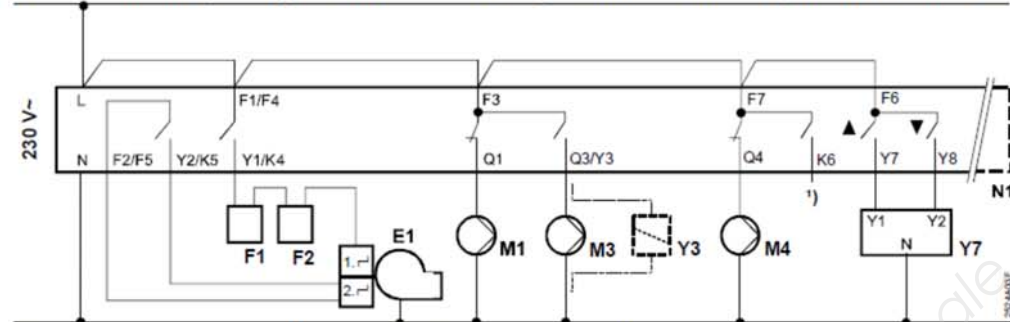 230 V~
L F1/F4 F3 F7 F6
▲ ▼
N F2/F5 Y2/K5 Y1/K4 Q1 Q3/Y3 Q4 K6 Y7 Y8
N1
1)
F1 F2 E1 M1 M3 Y3 M4 Y1 Y2 Y7
N
1.
2.